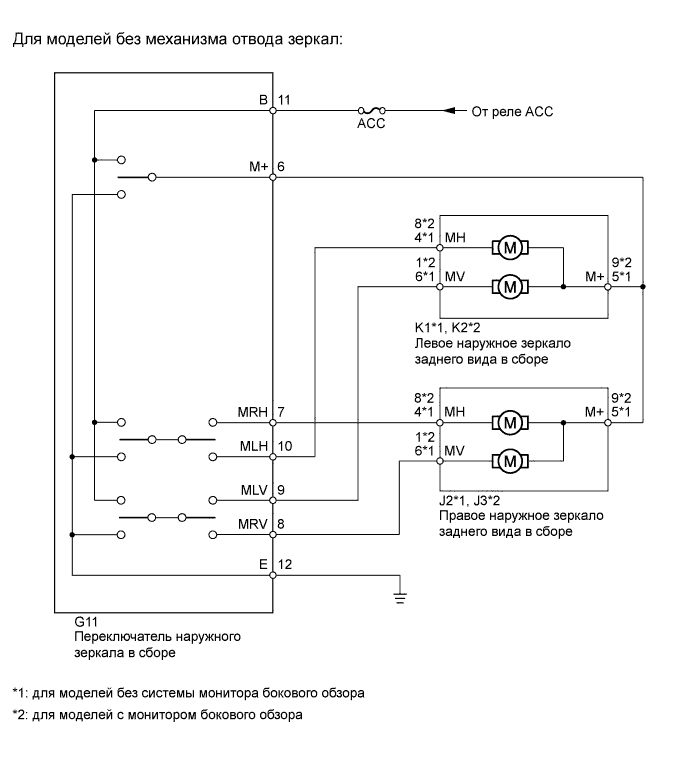 Для моделей без механизма отвода зеркал:
B 11
ACC
От реле ACC
M+ 6
8*2
4*1 MH
M
1*2
6*1 MV
M
M+
9*2
5*1
K1*1, K2*2
Левое наружное зеркало
заднего вида в сборе
MRH 7
8*2
4*1 MH
M
M+
9*2
5*1
MLH 10
1*2
6*1 MV
M
MLV 9
MRV 8
J2*1, J3*2
Правое наружное зеркало
заднего вида в сборе
E 12
G11
Переключатель наружного
зеркала в сборе
*1: для моделей без системы монитора бокового обзора
*2: для моделей с монитором бокового обзора